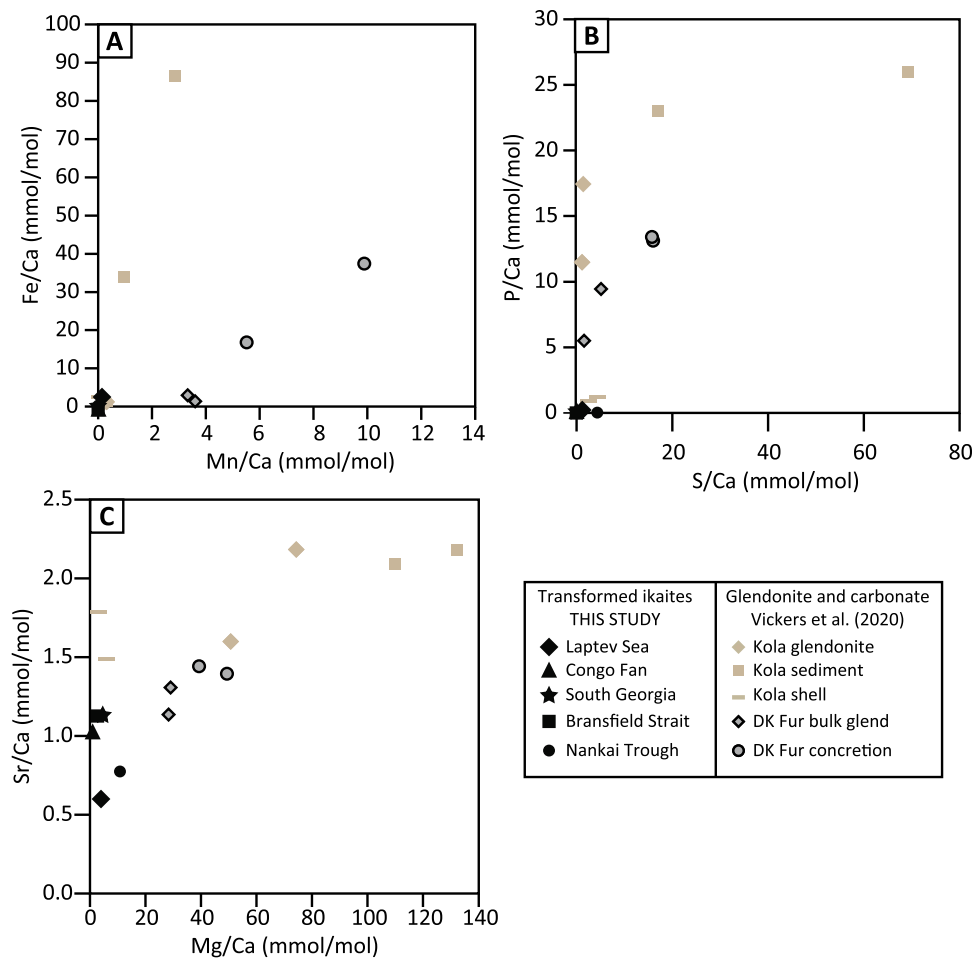 A
100
90
80
70
60
50
40
30
20
10
0
Fe/Ca (mmol/mol)
0 2 4 6 8 10 12 14
Mn/Ca (mmol/mol)
B
30
25
20
15
10
5
0
P/Ca (mmol/mol)
0 20 40 60 80
S/Ca (mmol/mol)
C
2.5
2.0
1.5
1.0
0.5
0.0
Sr/Ca (mmol/mol)
0 20 40 60 80 100 120 140
Mg/Ca (mmol/mol)
Transformed ikaites
THIS STUDY
Laptev Sea
Congo Fan
South Georgia
Bransfield Strait
Nankai Trough
Glendonite and carbonate
Vickers et al. (2020)
Kola glendonite
Kola sediment
Kola shell
DK Fur bulk glend
DK Fur concretion